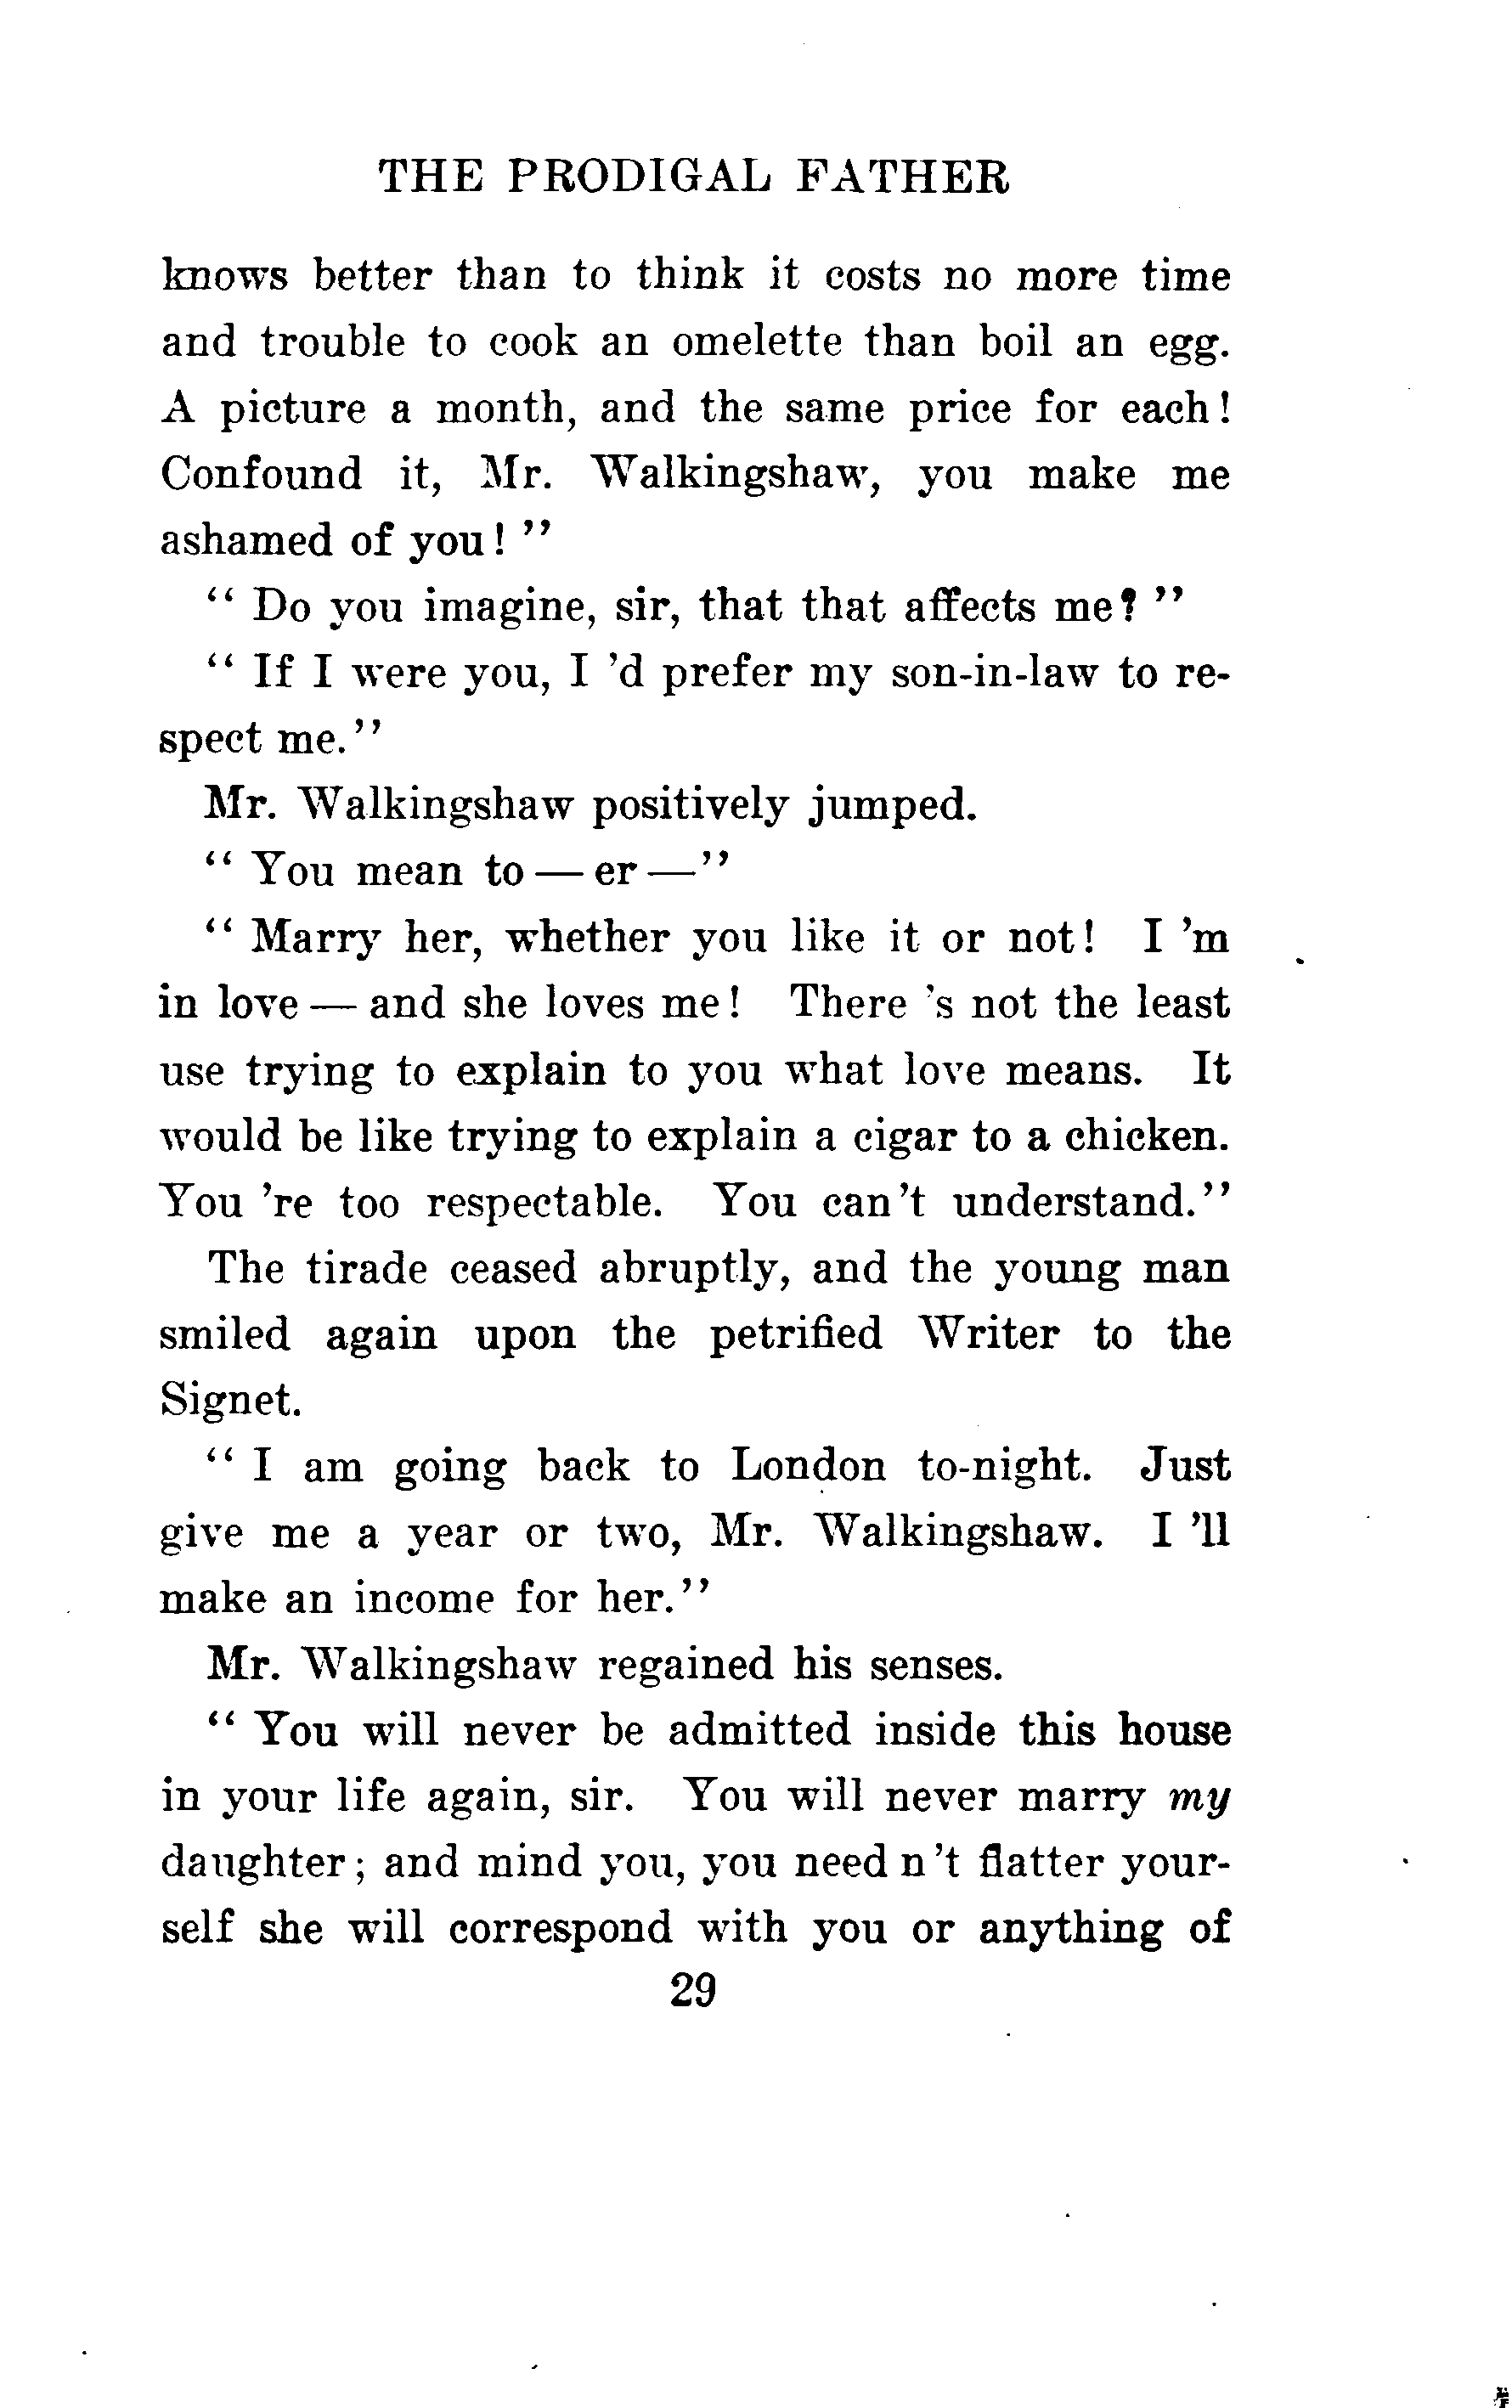 THE PRODIGAL FATHER
knows better than to think it costs no more time
and trouble to cook an omelette than boil an egg.
A picture a month, and the same price for each!
Confound it, Mr. Walkingshaw, you make me
ashamed of you! ”
“ Do you imagine, sir, that that affects me? ”
“ If I were you, I ’d prefer my son-in-law to re-
spect me.”
Mr. Walkingshaw positively jumped.
“ You mean to — er —”
“ Marry her, whether you like it or not! I ’m
in love — and she loves me! There ’s not the least
use trying to explain to you what love means. It
would be like trying to explain a cigar to a chicken.
You ’re too respectable. You can’t understand.”
The tirade ceased abruptly, and the young man
smiled again upon the petrified Writer to the
Signet.
“ I am going back to London to-night. Just
give me a year or two, Mr. Walkingshaw. I ’ll
make an income for her.”
Mr. Walkingshaw regained his senses.
“ You will never be admitted inside this house
in your life again, sir. You will never marry my
daughter; and mind you, you need n’t flatter your-
self she will correspond with you or anything of
29